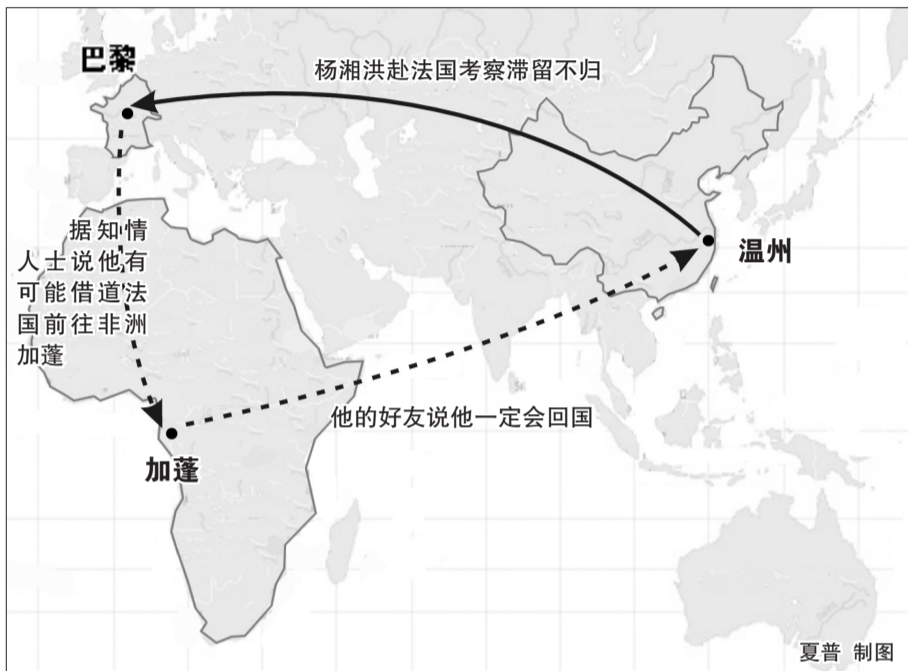 巴黎
杨湘洪赴法国考察滞留不归
据知情
人士说他有
可能借道法
国前往非洲
加蓬
温州
他的好友说他一定会回国
加蓬
夏普 制图